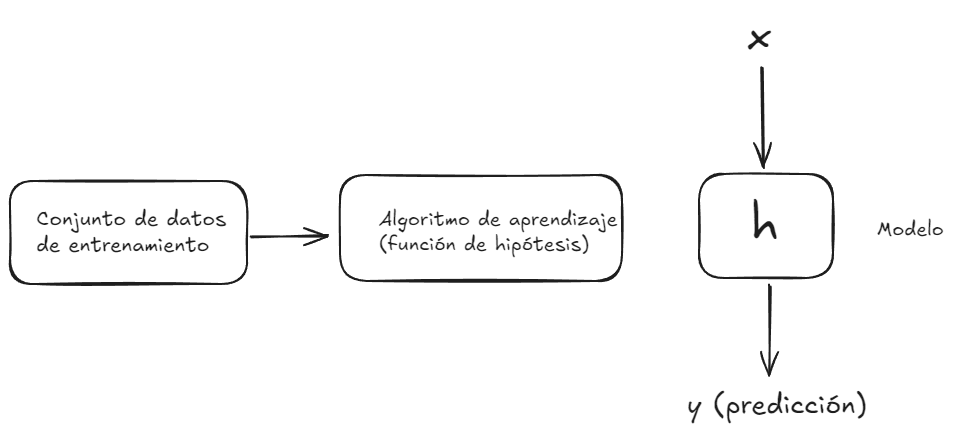 x
Conjunto de datos
de entrenamiento
Algoritmo de aprendizaje
(función de hipótesis)
h
Modelo
y (predicción)